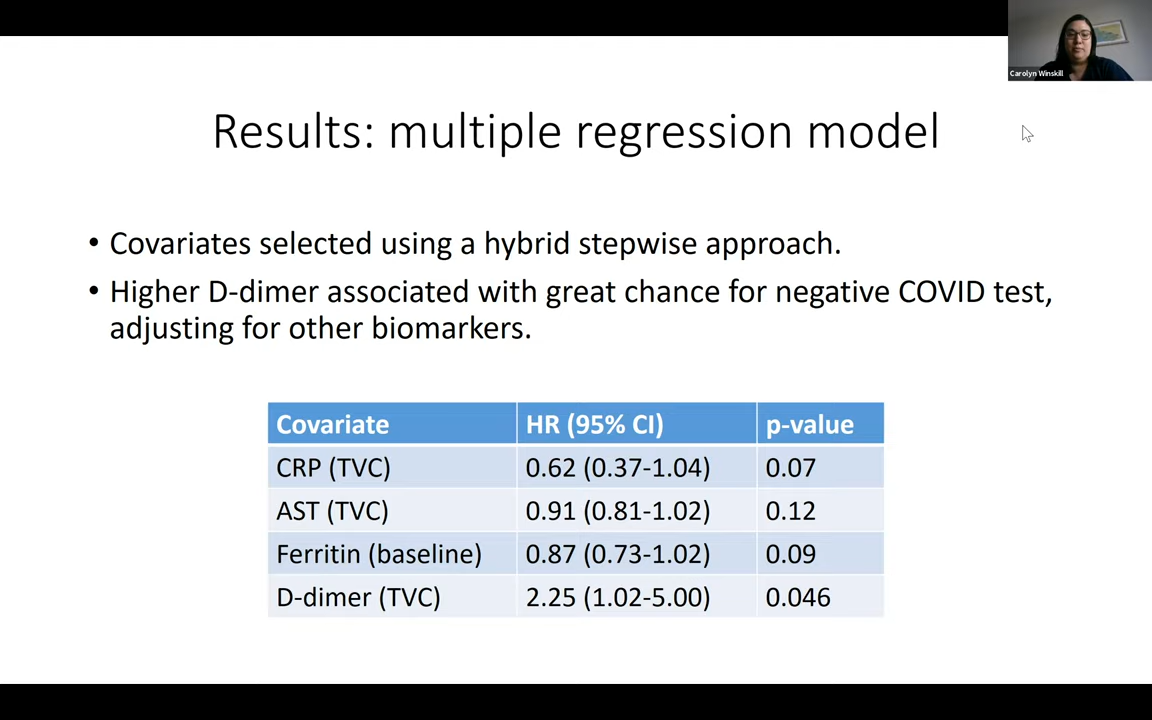 Carolyn Winskill
Results: multiple regression model
• Covariates selected using a hybrid stepwise approach.
• Higher D-dimer associated with great chance for negative COVID test,
adjusting for other biomarkers.
Covariate HR (95% CI) p-value
CRP (TVC) 0.62 (0.37-1.04) 0.07
AST (TVC) 0.91 (0.81-1.02) 0.12
Ferritin (baseline) 0.87 (0.73-1.02) 0.09
D-dimer (TVC) 2.25 (1.02-5.00) 0.046